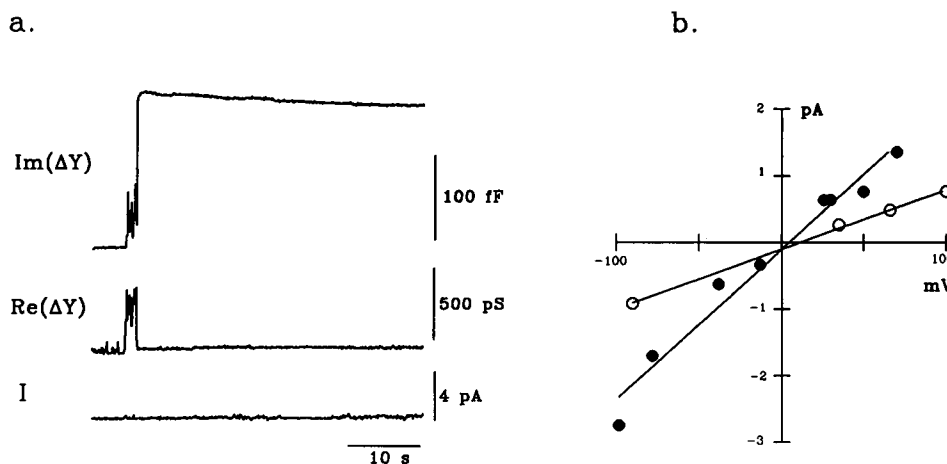 a.
Im(ΔY)
100 fF
Re(ΔY)
500 pS
I
4 pA
10 s
b.
2
pA
1
-100
100
mV
-1
-2
-3